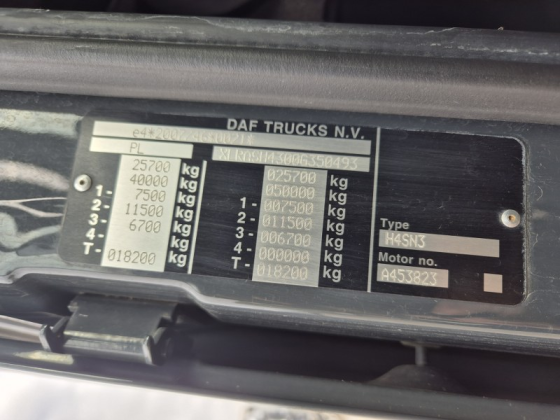 DAF TRUCKS N.V.
PL
25700 kg 025700 kg
40000 kg 050000 kg
1- 7500 kg 1- 007500 kg
2- 11500 kg 2- 011500 kg
3- 6700 kg 3- 006700 kg
4- kg 4- 000000 kg
T- 018200 kg T- 018200 kg
Type
H4SN3
Motor no.
A453823